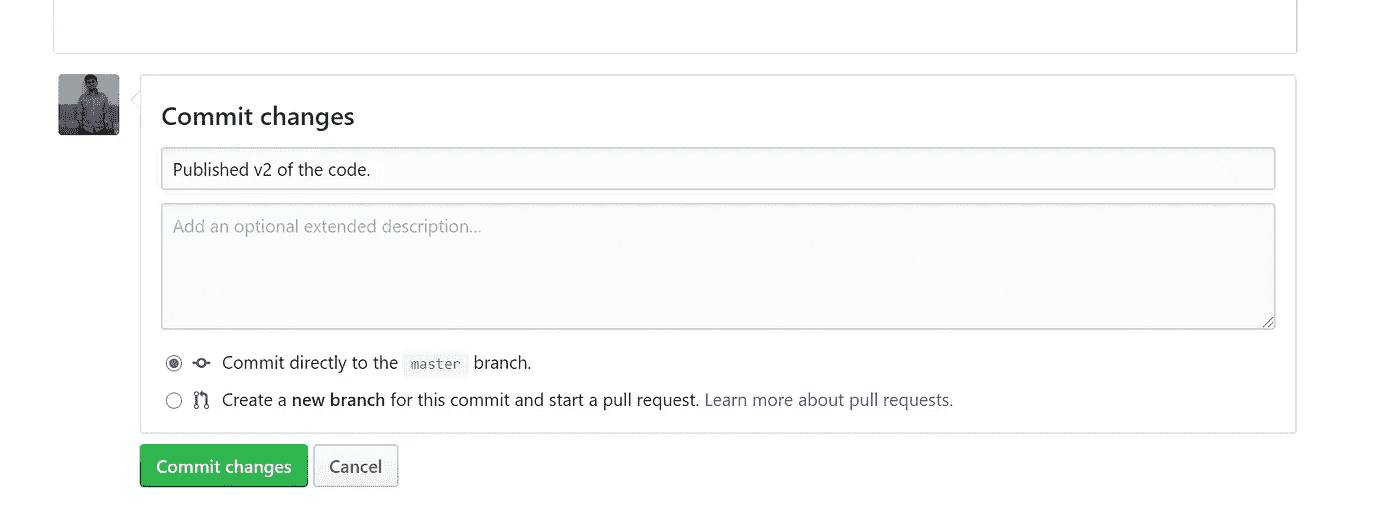 Commit changes
Published v2 of the code.
Add an optional extended description...
Commit directly to the master branch.
Create a new branch for this commit and start a pull request. Learn more about pull requests.
Commit changes Cancel